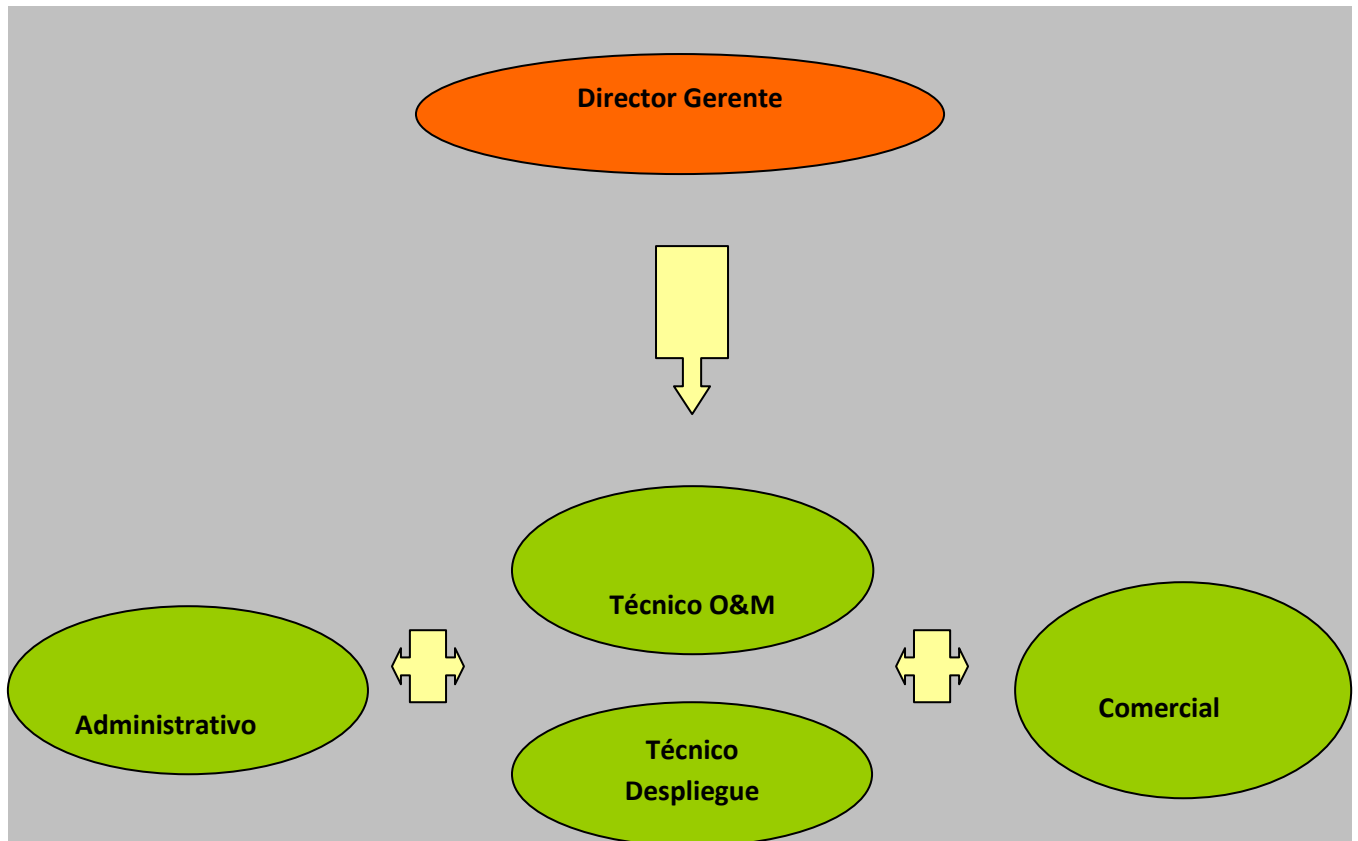 Director Gerente
Técnico O&M
Administrativo
Comercial
Técnico
Despliegue